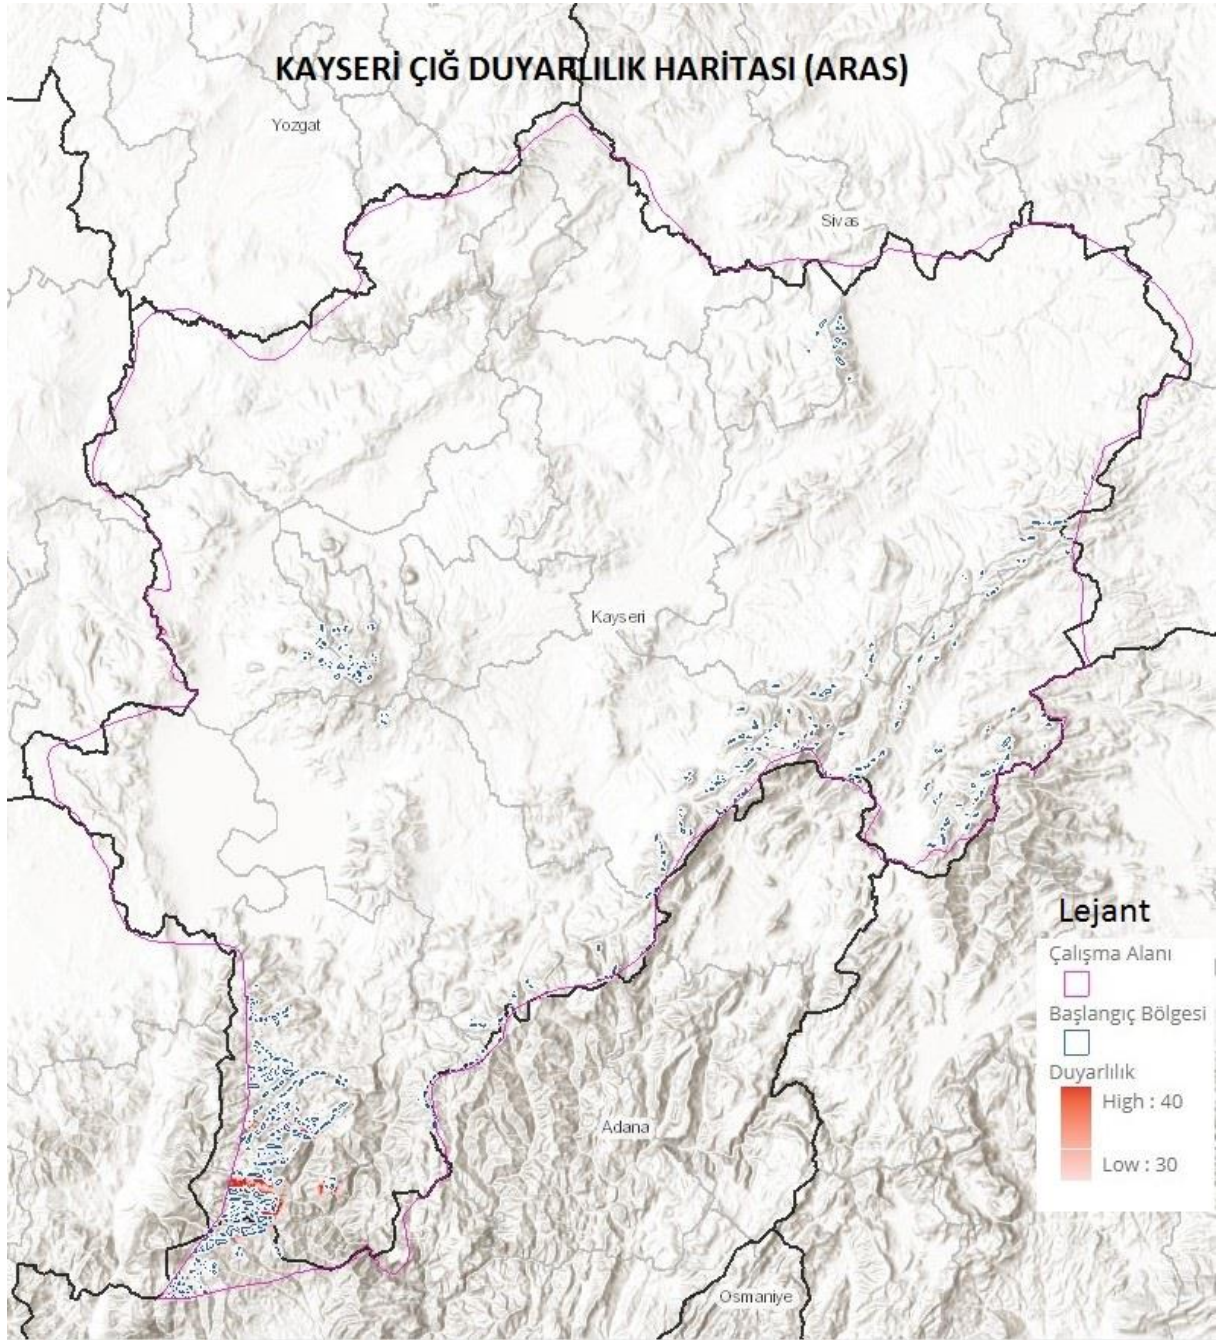 KAYSERİ ÇIĞ DUYARLILIK HARİTASI (ARAS)
Yozgat
Sivas
Kayseri
Lejant
Çalışma Alanı
Başlangıç Bölgesi
Duyarlılık
High : 40
Low : 30
Adana
Osmaniye